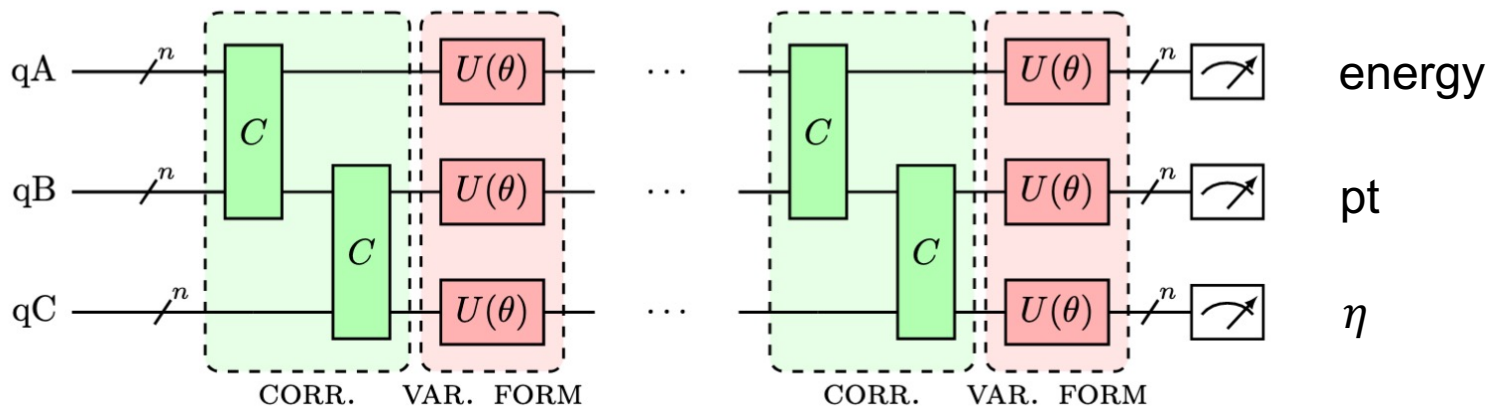 qA n U(θ) ... U(θ) n energy
C C
qB n U(θ) ... U(θ) n pt
C C
qC n U(θ) ... U(θ) n η
CORR. VAR. FORM CORR. VAR. FORM